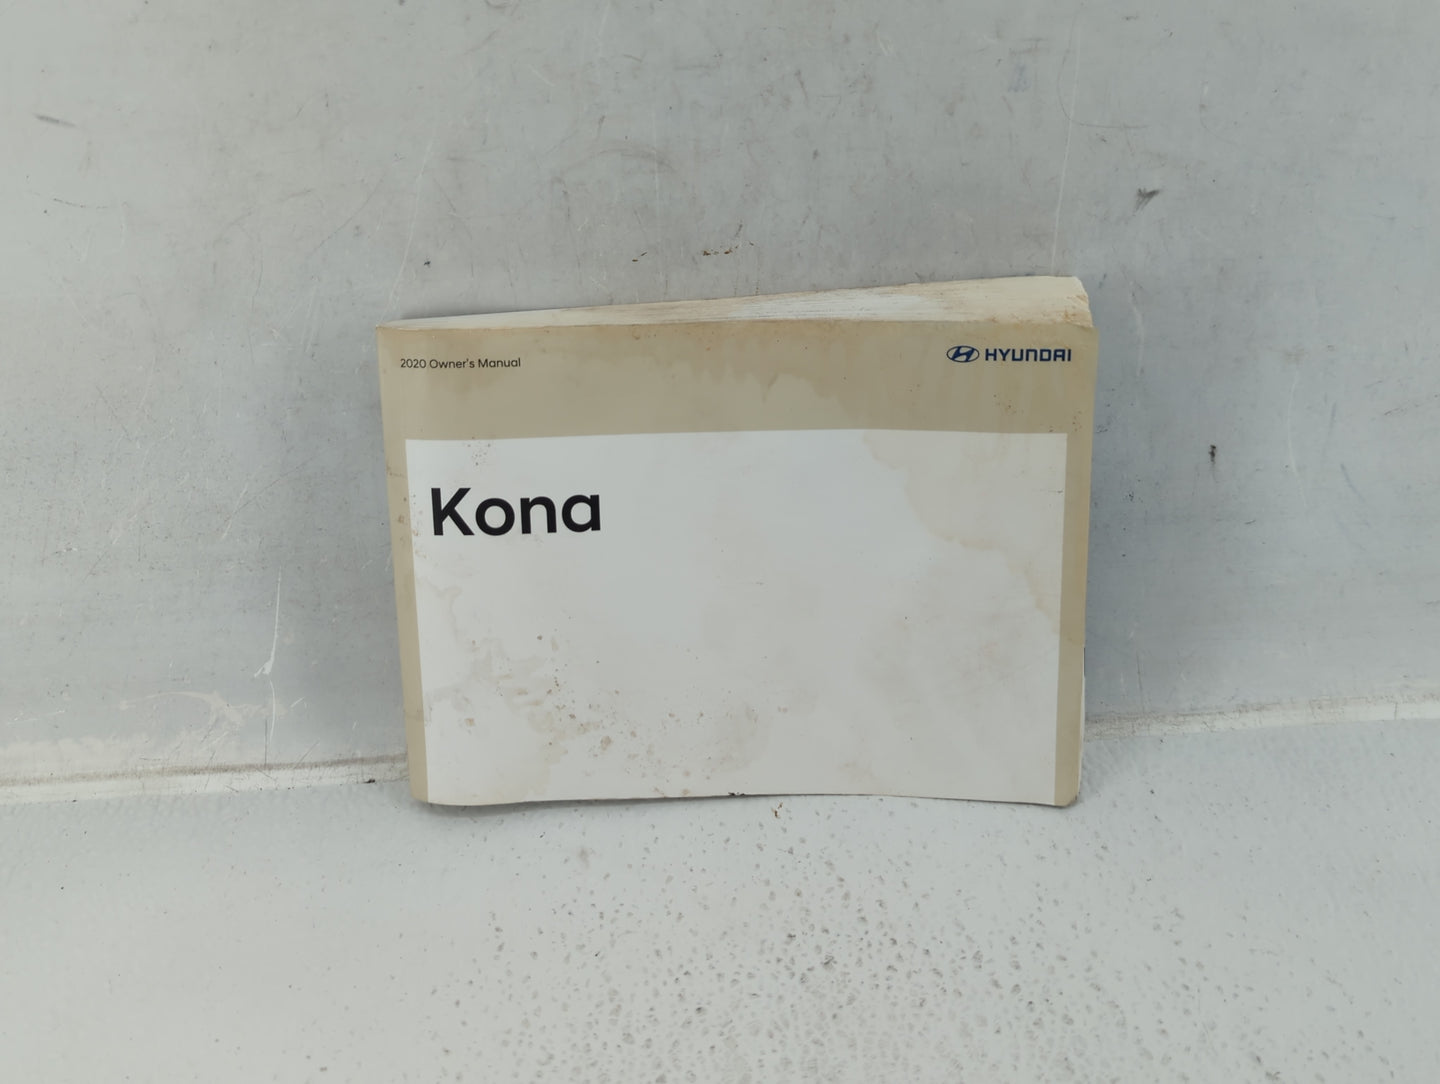 2020 Owner's Manual
HYUNDAI
Kona